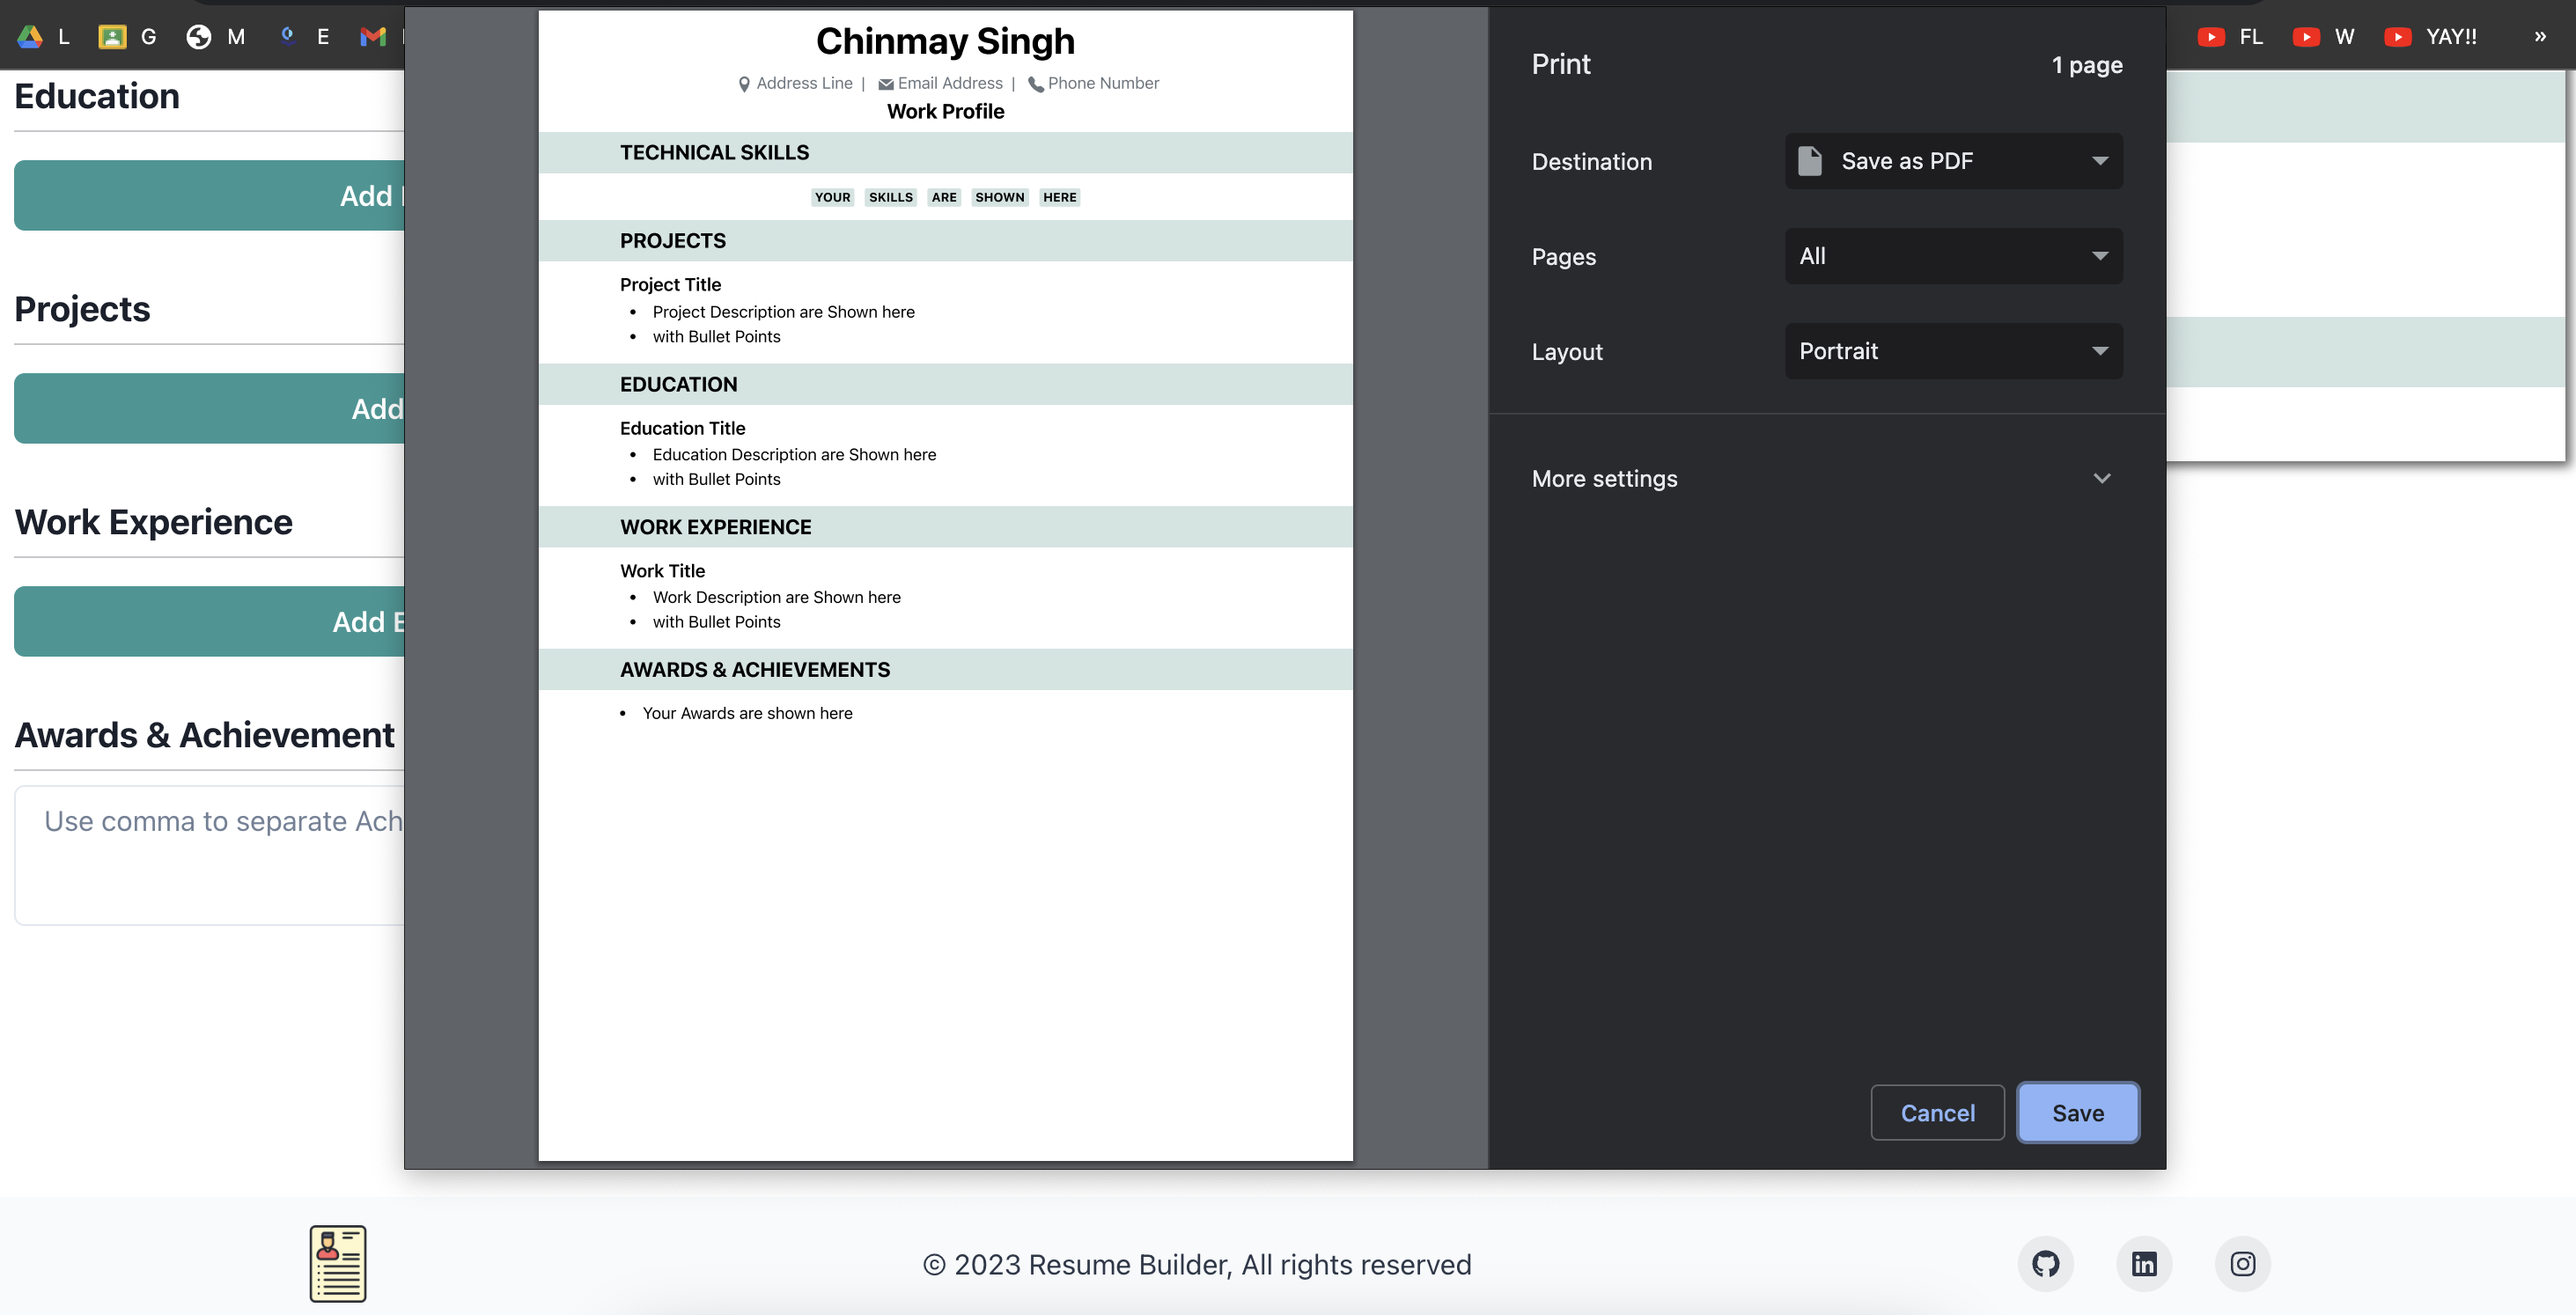 L G M E FL W YAY!! »
Education
Add
Projects
Add
Work Experience
Add E
Awards & Achievement
Use comma to separate Ach
Chinmay Singh
Address Line | Email Address | Phone Number
Work Profile
TECHNICAL SKILLS
YOUR SKILLS ARE SHOWN HERE
PROJECTS
Project Title
• Project Description are Shown here
• with Bullet Points
EDUCATION
Education Title
• Education Description are Shown here
• with Bullet Points
WORK EXPERIENCE
Work Title
• Work Description are Shown here
• with Bullet Points
AWARDS & ACHIEVEMENTS
• Your Awards are shown here
Print 1 page
Destination Save as PDF
Pages All
Layout Portrait
More settings
Cancel Save
© 2023 Resume Builder, All rights reserved